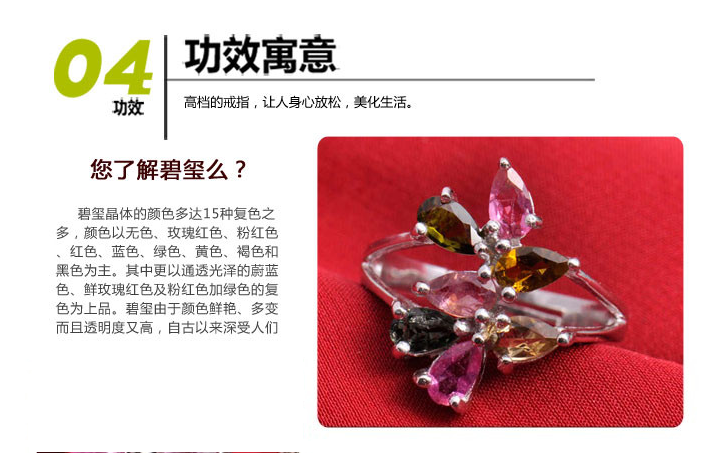 04
功效
功效寓意
高档的戒指，让人身心放松，美化生活。
您了解碧玺么？
碧玺晶体的颜色多达15种复色之
多，颜色以无色、玫瑰红色、粉红色
、红色、蓝色、绿色、黄色、褐色和
黑色为主。其中更以通透光泽的蔚蓝
色、鲜玫瑰红色及粉红色加绿色的复
色为上品。碧玺由于颜色鲜艳、多变
而且透明度又高，自古以来深受人们